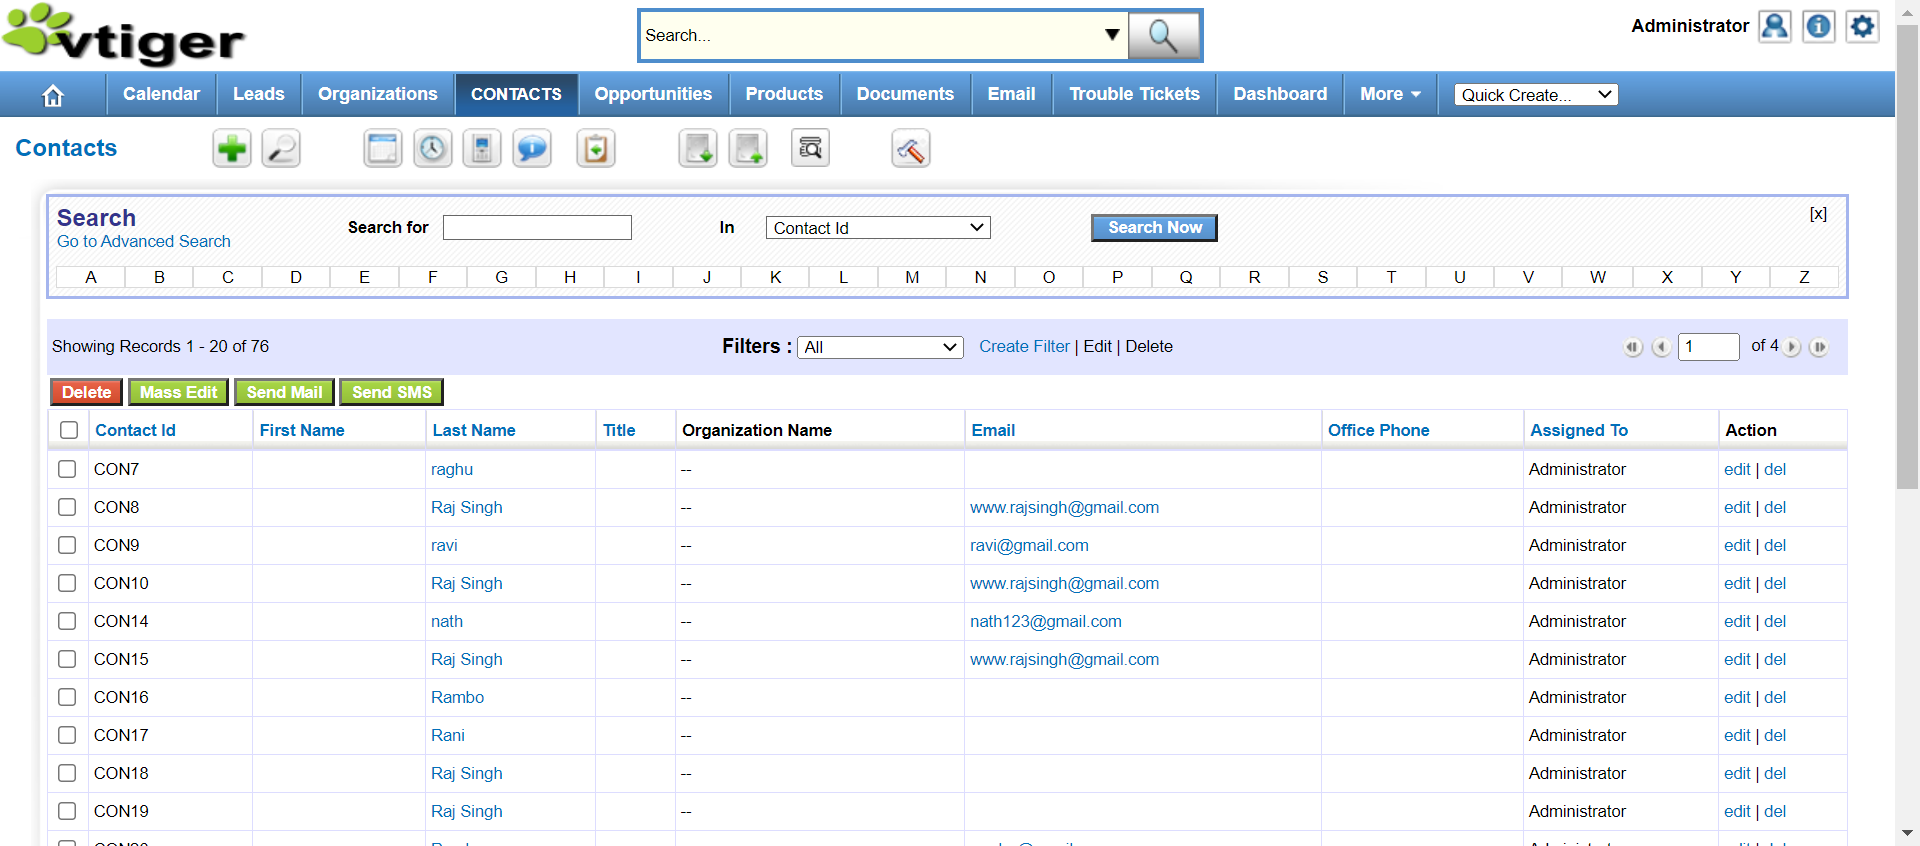 vtiger
Search...
Administrator
Calendar Leads Organizations CONTACTS Opportunities Products Documents Email Trouble Tickets Dashboard More Quick Create...
Contacts
Search
Go to Advanced Search
Search for In Contact Id Search Now [x]
A B C D E F G H I J K L M N O P Q R S T U V W X Y Z
Showing Records 1 - 20 of 76 Filters : All Create Filter | Edit | Delete 1 of 4
Delete Mass Edit Send Mail Send SMS
Contact Id First Name Last Name Title Organization Name Email Office Phone Assigned To Action
CON7 raghu -- Administrator edit | del
CON8 Raj Singh -- www.rajsingh@gmail.com Administrator edit | del
CON9 ravi -- ravi@gmail.com Administrator edit | del
CON10 Raj Singh -- www.rajsingh@gmail.com Administrator edit | del
CON14 nath -- nath123@gmail.com Administrator edit | del
CON15 Raj Singh -- www.rajsingh@gmail.com Administrator edit | del
CON16 Rambo -- Administrator edit | del
CON17 Rani -- Administrator edit | del
CON18 Raj Singh -- Administrator edit | del
CON19 Raj Singh -- Administrator edit | del